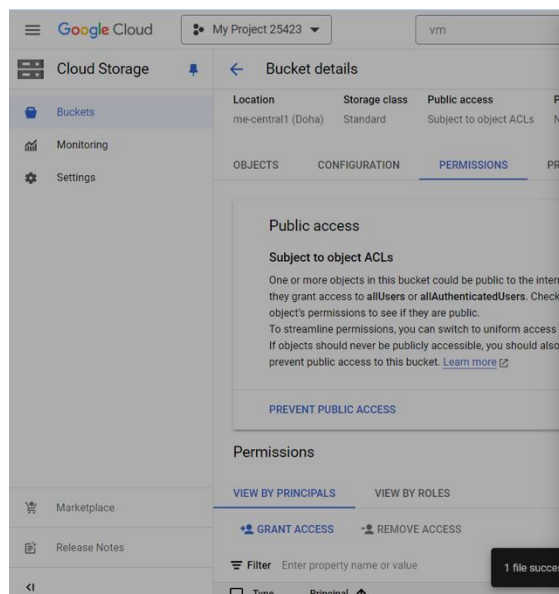 Google Cloud
My Project 25423
vm
Cloud Storage
Bucket details
Buckets
Monitoring
Settings
Location Storage class Public access
me-central1 (Doha) Standard Subject to object ACLs
OBJECTS CONFIGURATION PERMISSIONS PR
Public access
Subject to object ACLs
One or more objects in this bucket could be public to the inter
they grant access to allUsers or allAuthenticatedUsers. Check
object's permissions to see if they are public.
To streamline permissions, you can switch to uniform access
If objects should never be publicly accessible, you should also
prevent public access to this bucket. Learn more
PREVENT PUBLIC ACCESS
Permissions
VIEW BY PRINCIPALS VIEW BY ROLES
GRANT ACCESS REMOVE ACCESS
Filter Enter property name or value
Type Principal
Marketplace
Release Notes
1 file succe